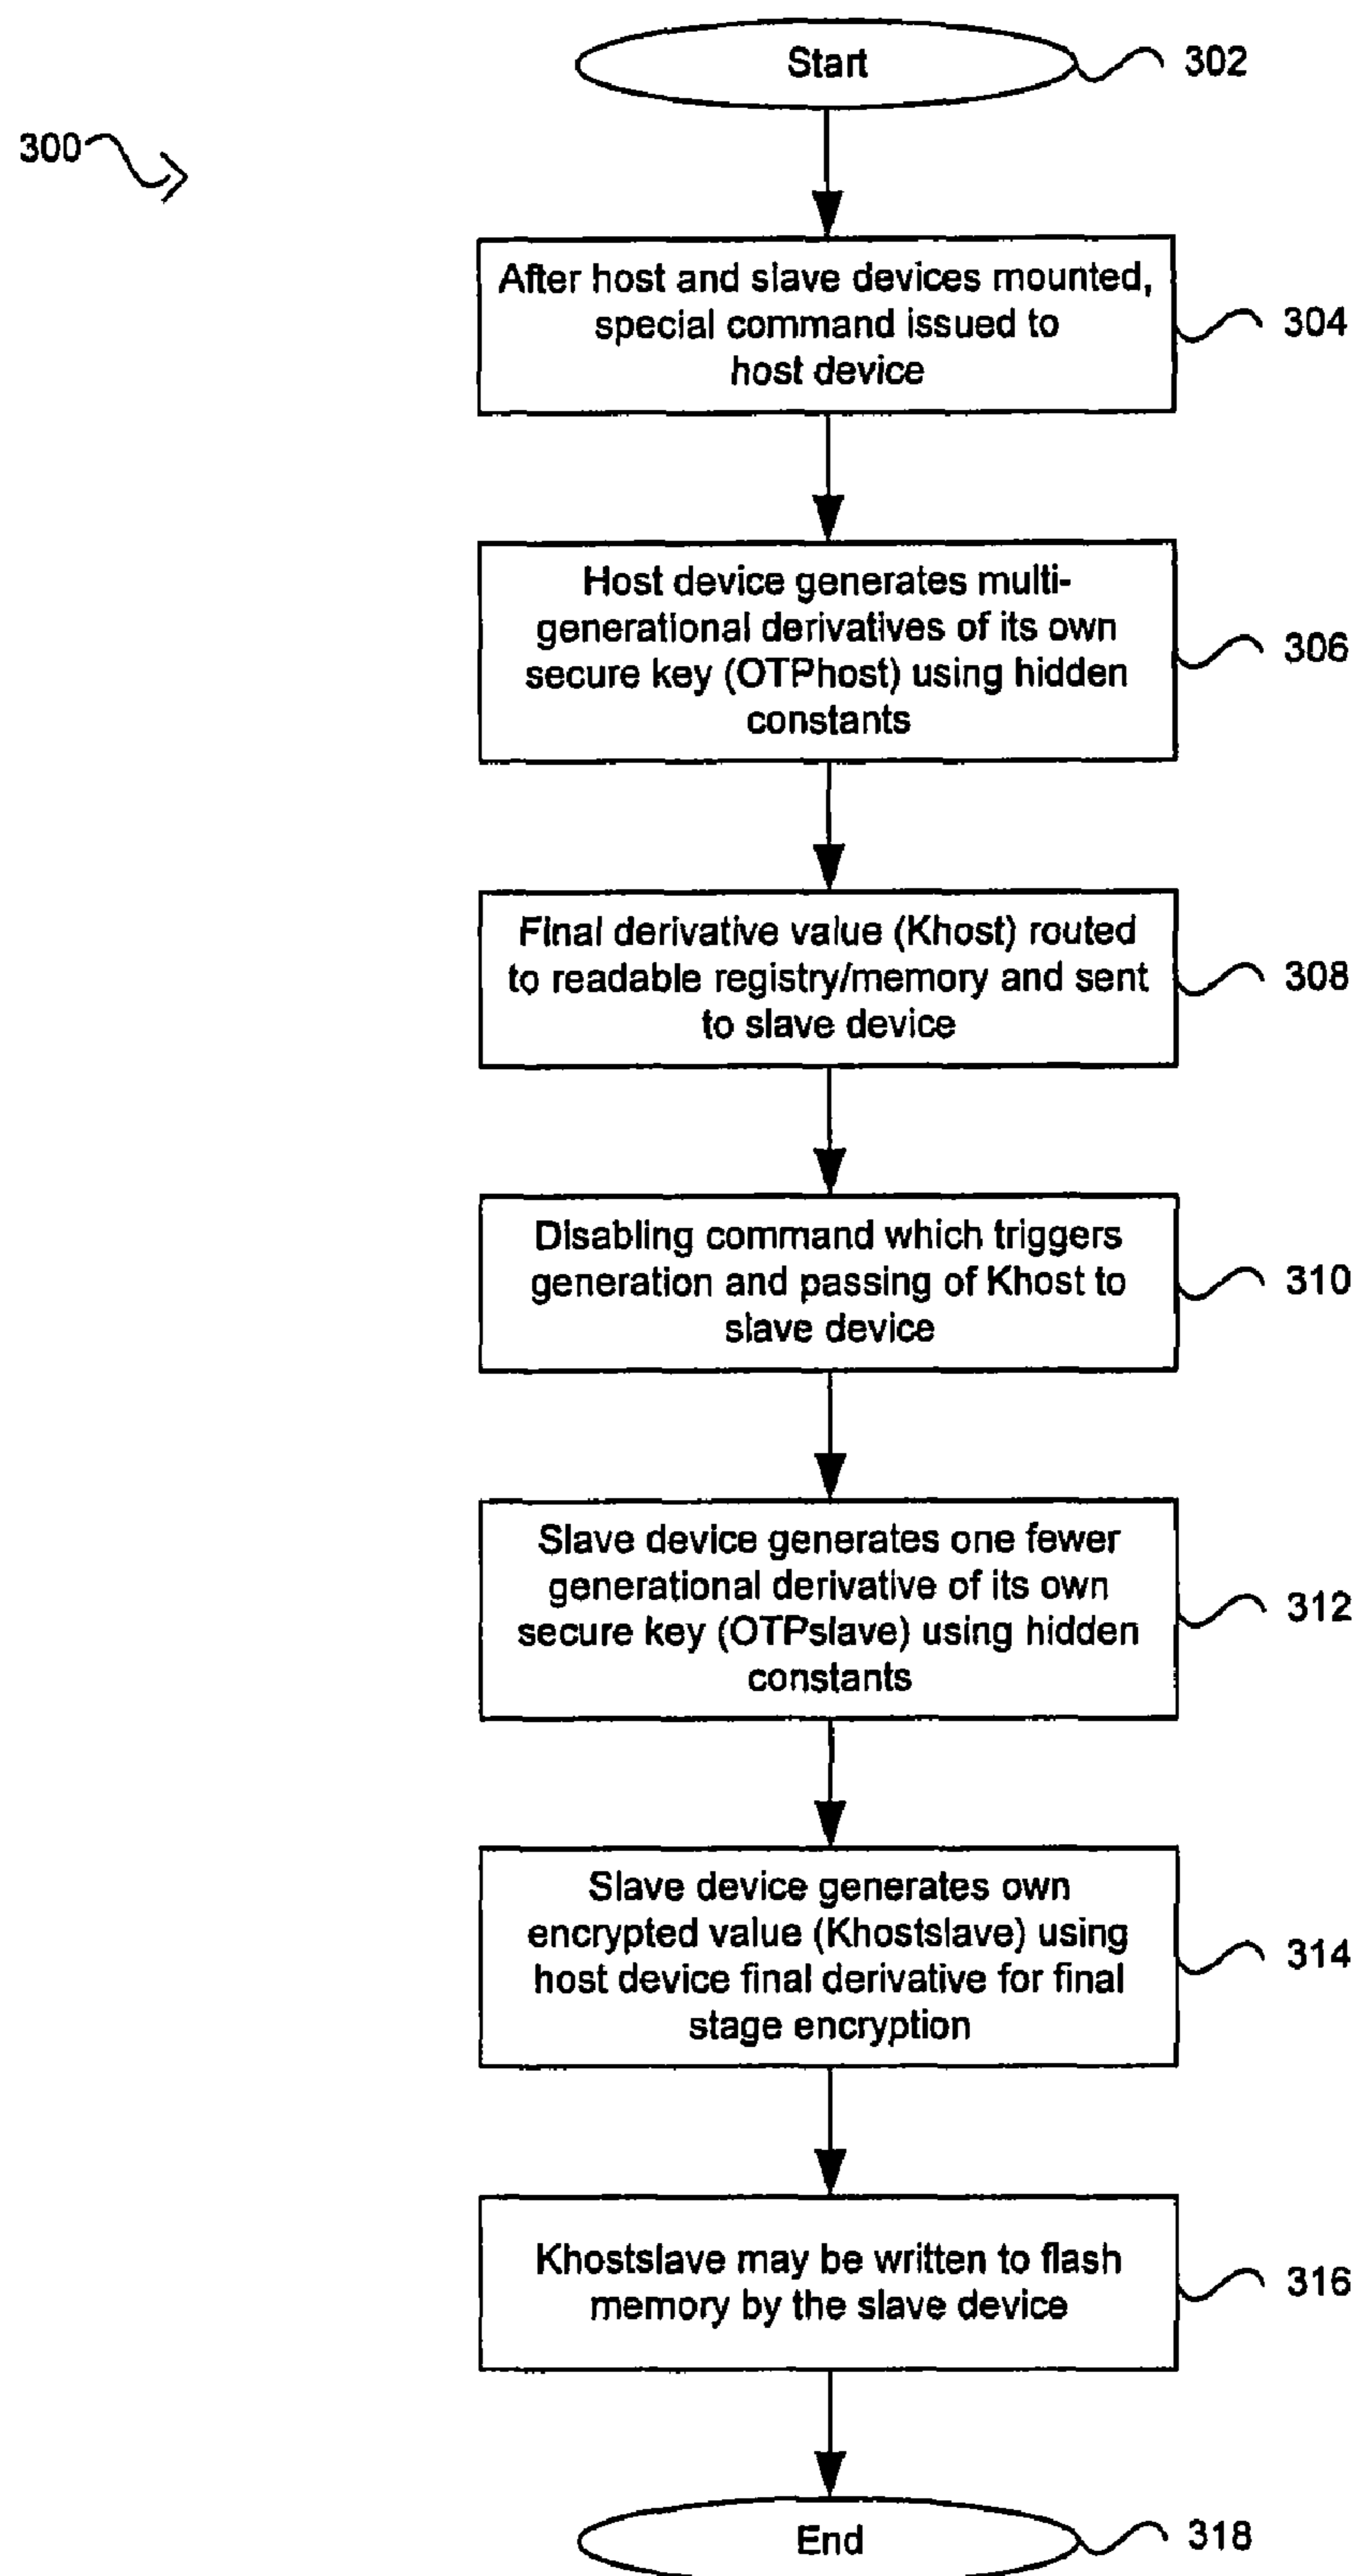 Start
302
300
After host and slave devices mounted,
special command issued to
host device
304
Host device generates multi-
generational derivatives of its own
secure key (OTPhost) using hidden
constants
306
Final derivative value (Khost) routed
to readable registry/memory and sent
to slave device
308
Disabling command which triggers
generation and passing of Khost to
slave device
310
Slave device generates one fewer
generational derivative of its own
secure key (OTPslave) using hidden
constants
312
Slave device generates own
encrypted value (Khostslave) using
host device final derivative for final
stage encryption
314
Khostslave may be written to flash
memory by the slave device
316
End
318